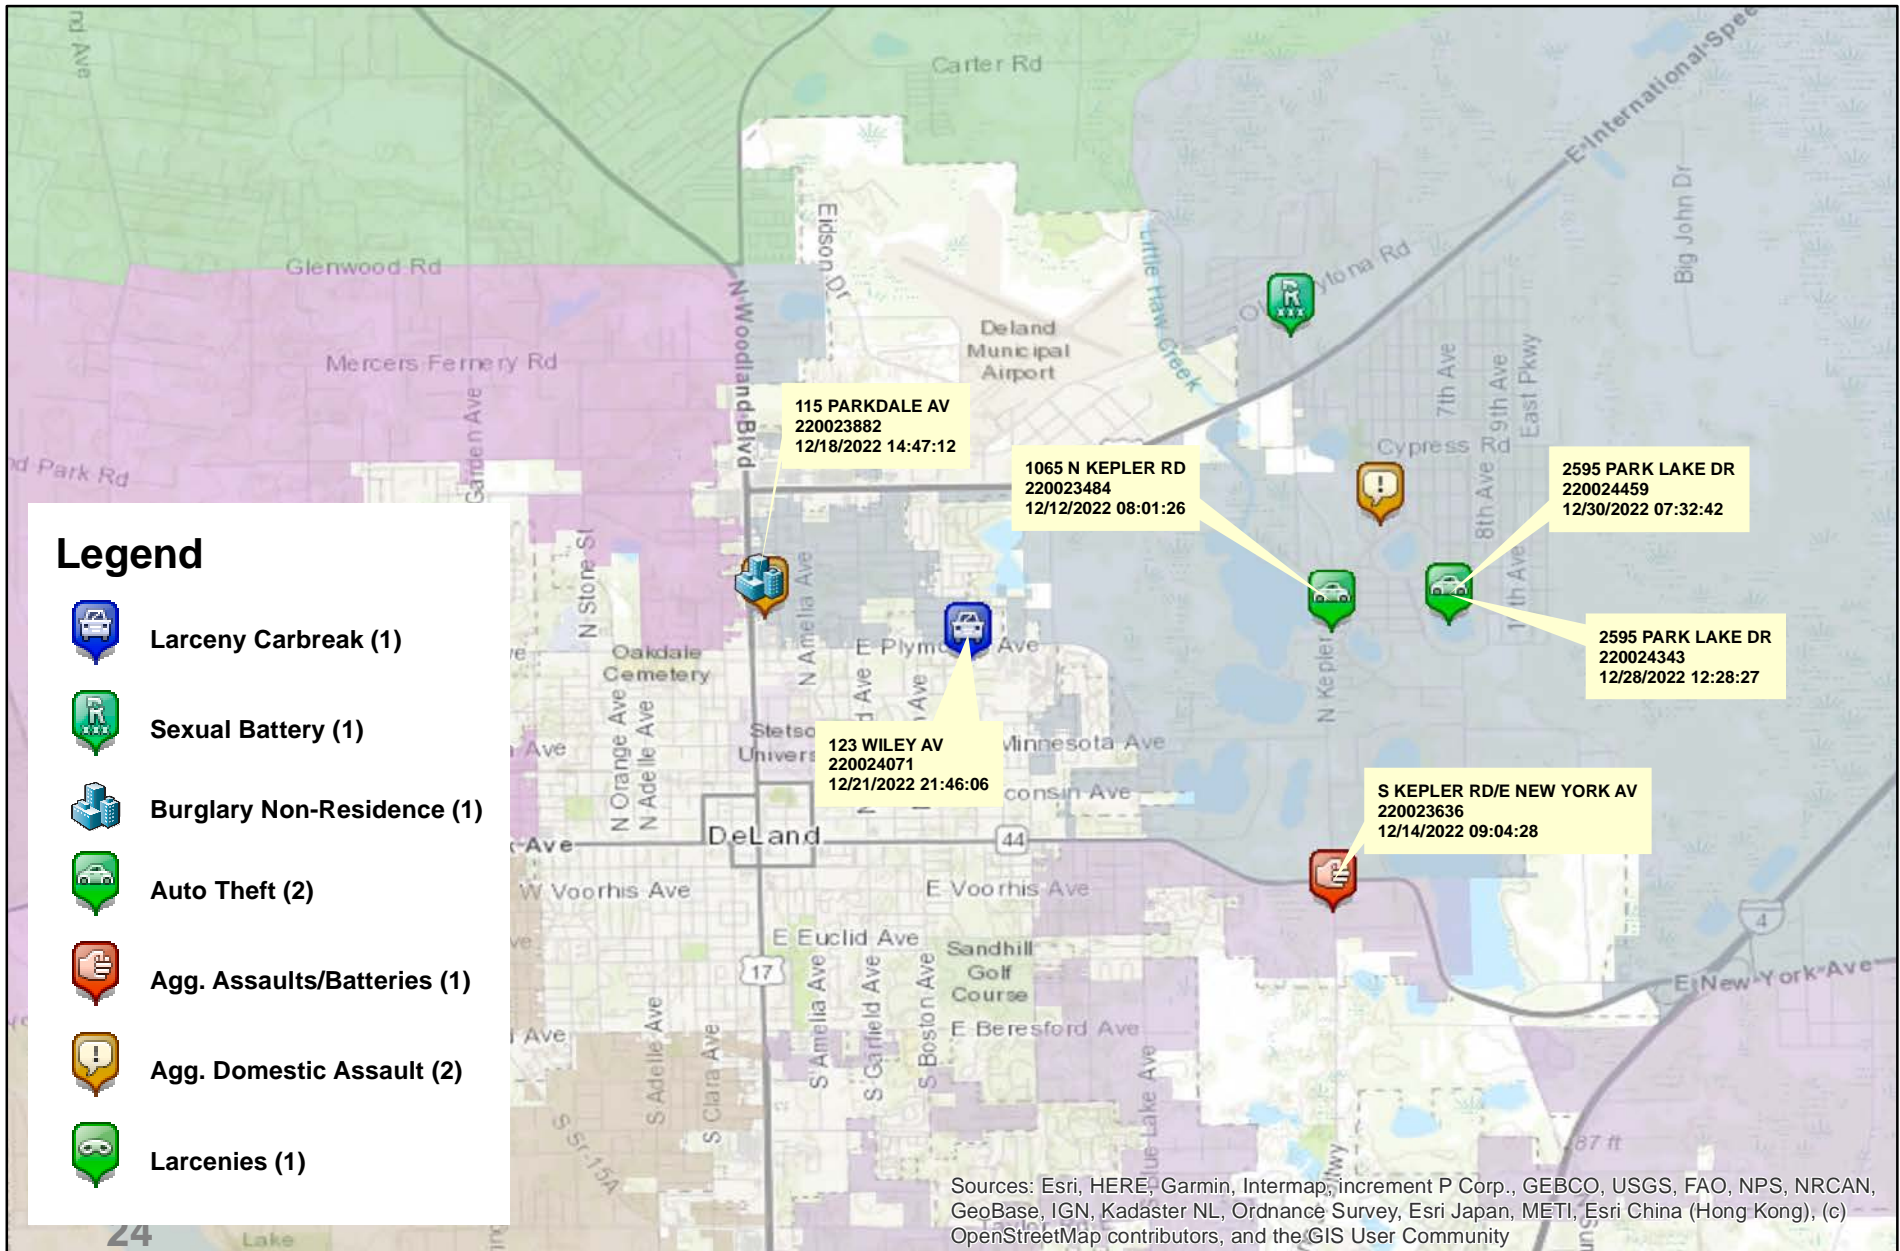 Carter Rd
E International Spee
Eidson Dr
Big John Dr
Little Haw Creek
Glenwood Rd
N Woodland Blvd
Deland
Municipal
Airport
Mercers Fernery Rd
Garden Ave
7th Ave
9th Ave
East Pkwy
8th Ave
Cypress Rd
nd Park Rd
115 PARKDALE AV
220023882
12/18/2022 14:47:12
1065 N KEPLER RD
220023484
12/12/2022 08:01:26
2595 PARK LAKE DR
220024459
12/30/2022 07:32:42
2595 PARK LAKE DR
220024343
12/28/2022 12:28:27
123 WILEY AV
220024071
12/21/2022 21:46:06
S KEPLER RD/E NEW YORK AV
220023636
12/14/2022 09:04:28
Legend
Larceny Carbreak (1)
Sexual Battery (1)
Burglary Non-Residence (1)
Auto Theft (2)
Agg. Assaults/Batteries (1)
Agg. Domestic Assault (2)
Larcenies (1)
N Stone St
N Amelia Ave
Oakdale
Cemetery
N Orange Ave
N Adelle Ave
N Kepler
Minnesota Ave
consin Ave
DeLand
44
W Voorhis Ave
E Voorhis Ave
E Euclid Ave
17
Sandhill
Golf
Course
E Beresford Ave
S Adelle Ave
S Clara Ave
S Amelia Ave
S Garfield Ave
S Boston Ave
Blue Lake Ave
S Sr-15A
4
E New York Ave
87 ft
24
Lake
Sources: Esri, HERE, Garmin, Intermap, increment P Corp., GEBCO, USGS, FAO, NPS, NRCAN,
GeoBase, IGN, Kadaster NL, Ordnance Survey, Esri Japan, METI, Esri China (Hong Kong), (c)
OpenStreetMap contributors, and the GIS User Community